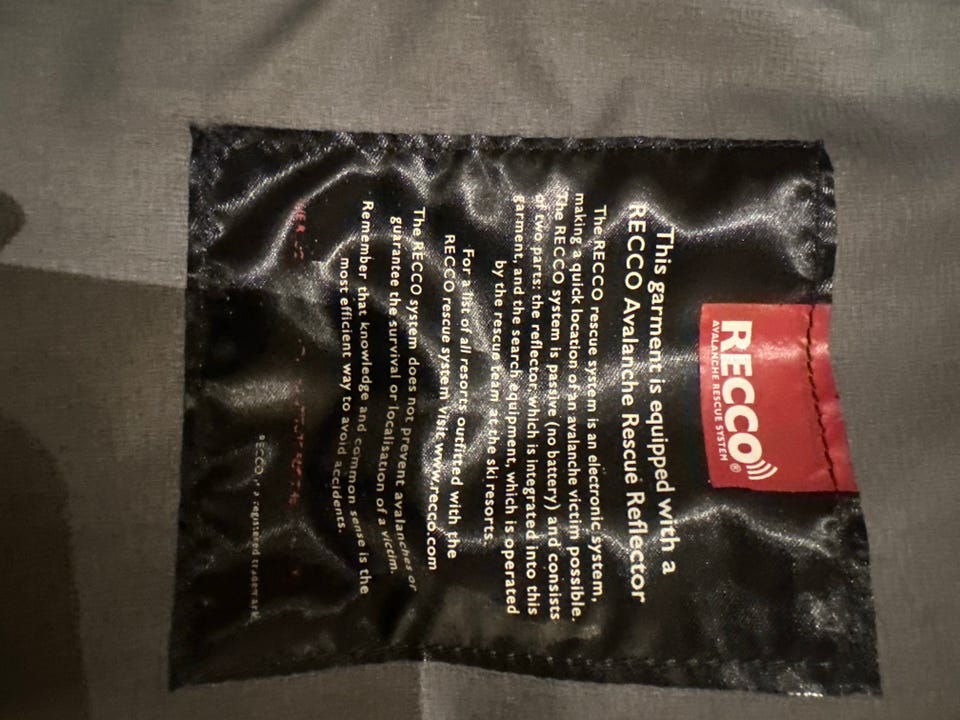 RECCO®
AVALANCHE RESCUE SYSTEM
This garment is equipped with a
RECCO Avalanche Rescue Reflector
The RECCO rescue system is an electronic system,
making a quick location of an avalanche victim possible.
The RECCO system is passive (no batery) and consists
of two parts: the reflector, which is integrated into this
garment, and the search equipment, which is operated
by the rescue team at the ski resorts.
For a list of all resorts outfitted with the
RECCO rescue system visit www.recco.com
The RECCO system does not prevent avalanches or
guarantee the survival or localisation of a victim.
Remember that knowledge and common sense is the
most efficient way to avoid accidents.
RECCO registered trademark